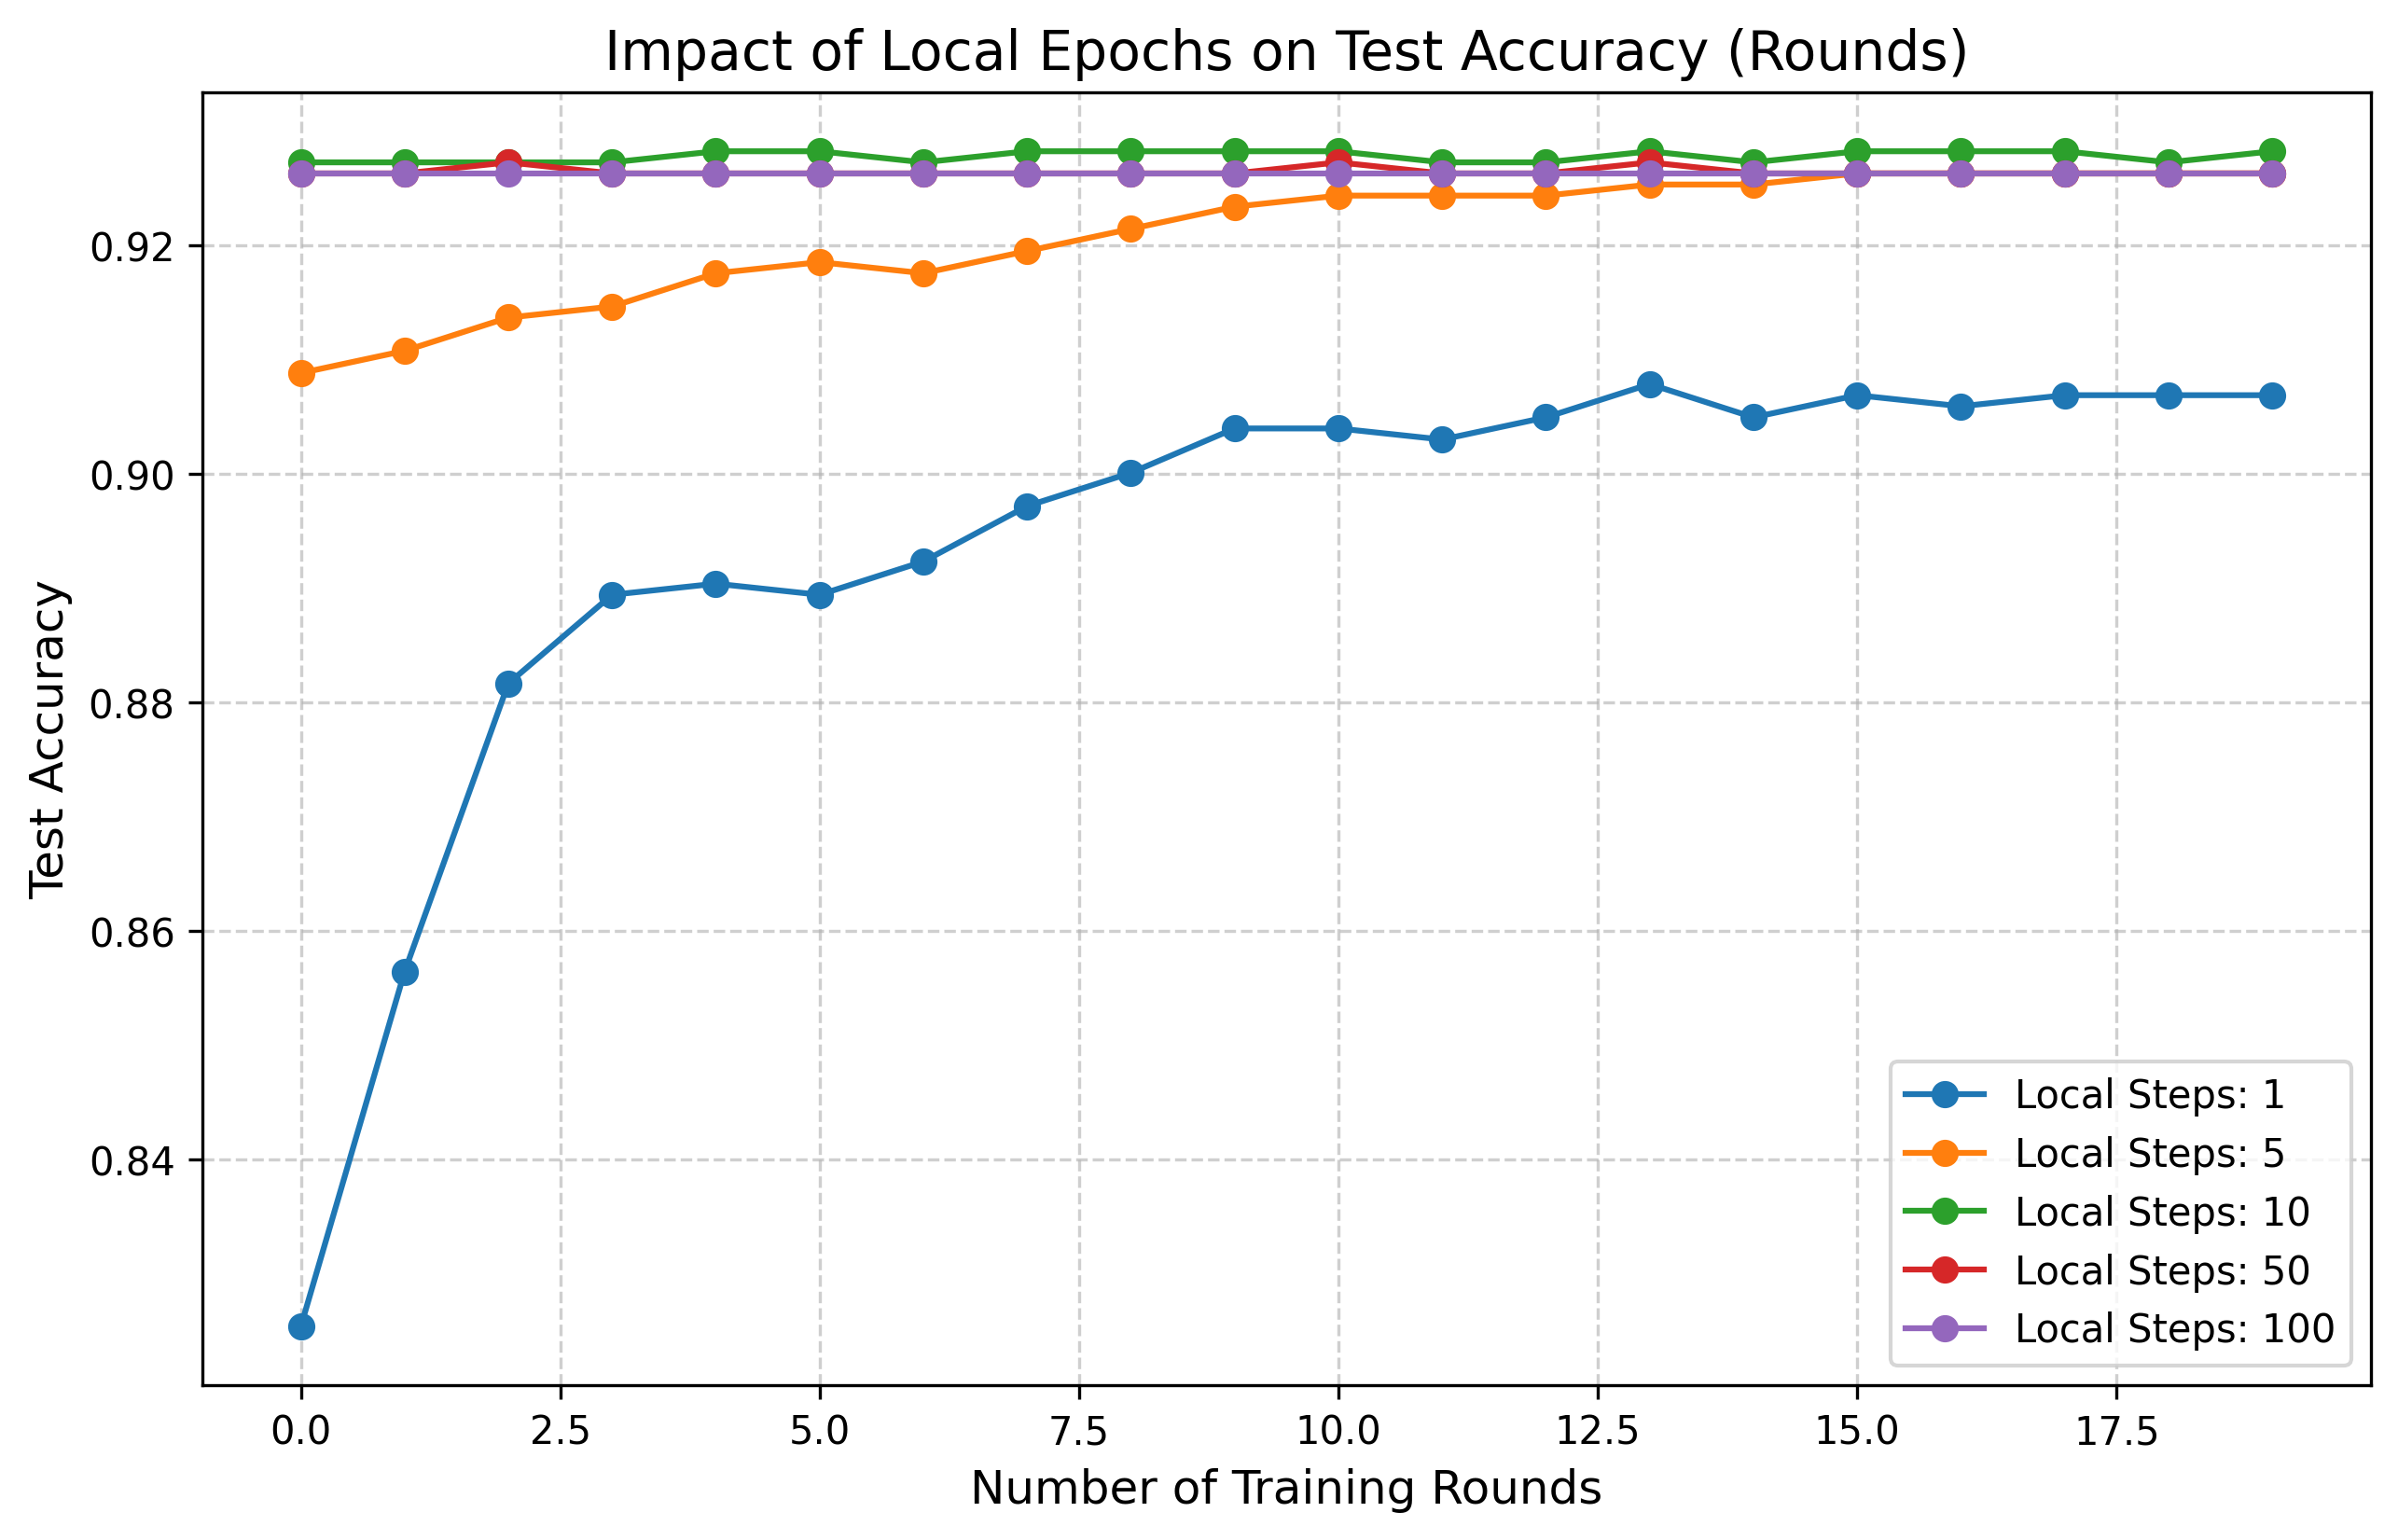 Impact of Local Epochs on Test Accuracy (Rounds)
Test Accuracy
0.92
0.90
0.88
0.86
0.84
0.0 2.5 5.0 7.5 10.0 12.5 15.0 17.5
Number of Training Rounds
Local Steps: 1
Local Steps: 5
Local Steps: 10
Local Steps: 50
Local Steps: 100